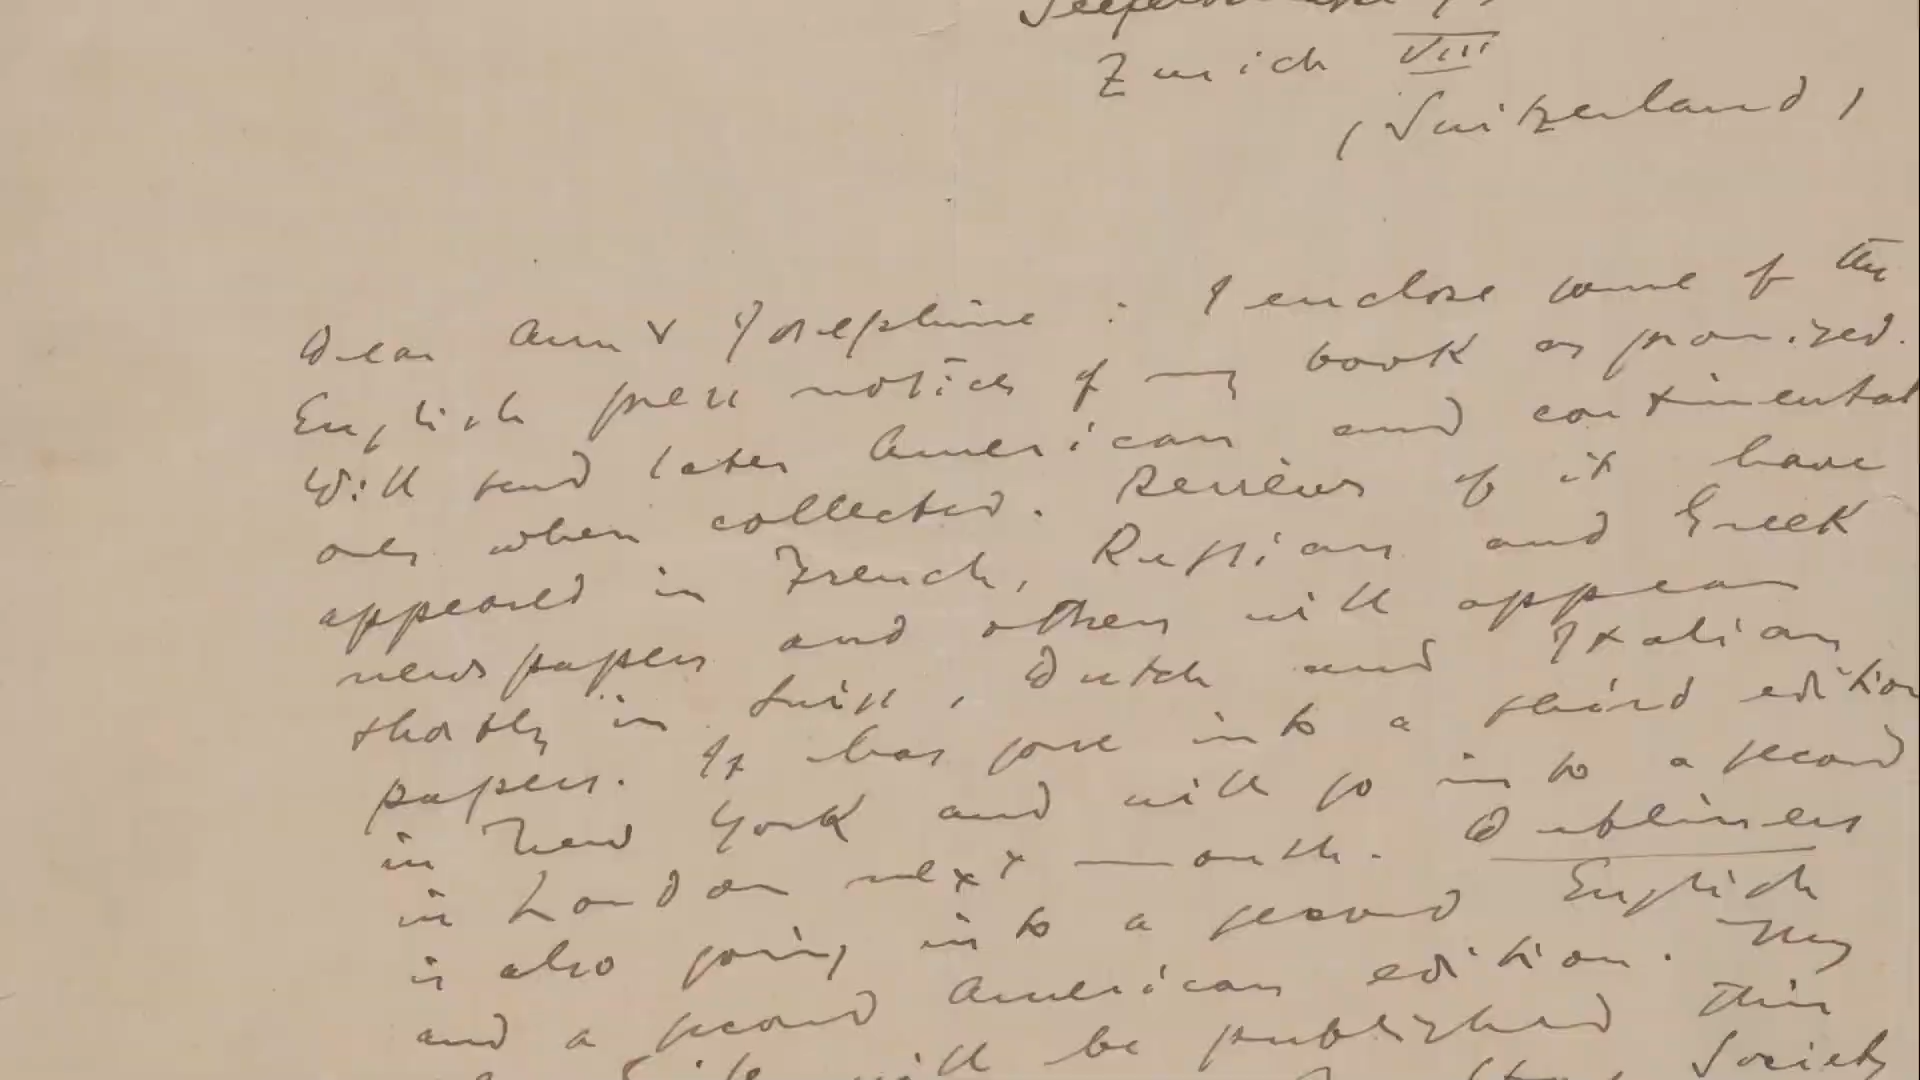 Zurich VIII
(Switzerland)
Dear Aunt Josephine : I enclose some of the
English press notices of my book as promised.
Will send later American and continental
ones when collected. Reviews of it have
appeared in French, Russian and Greek
newspapers and others will appear
shortly in Swiss, Dutch and Italian
papers. It has gone into a third edition
in New York and will go into a second
in London next month. Dubliners
is also going into a second English
and a second American edition. My
will be published this
Society